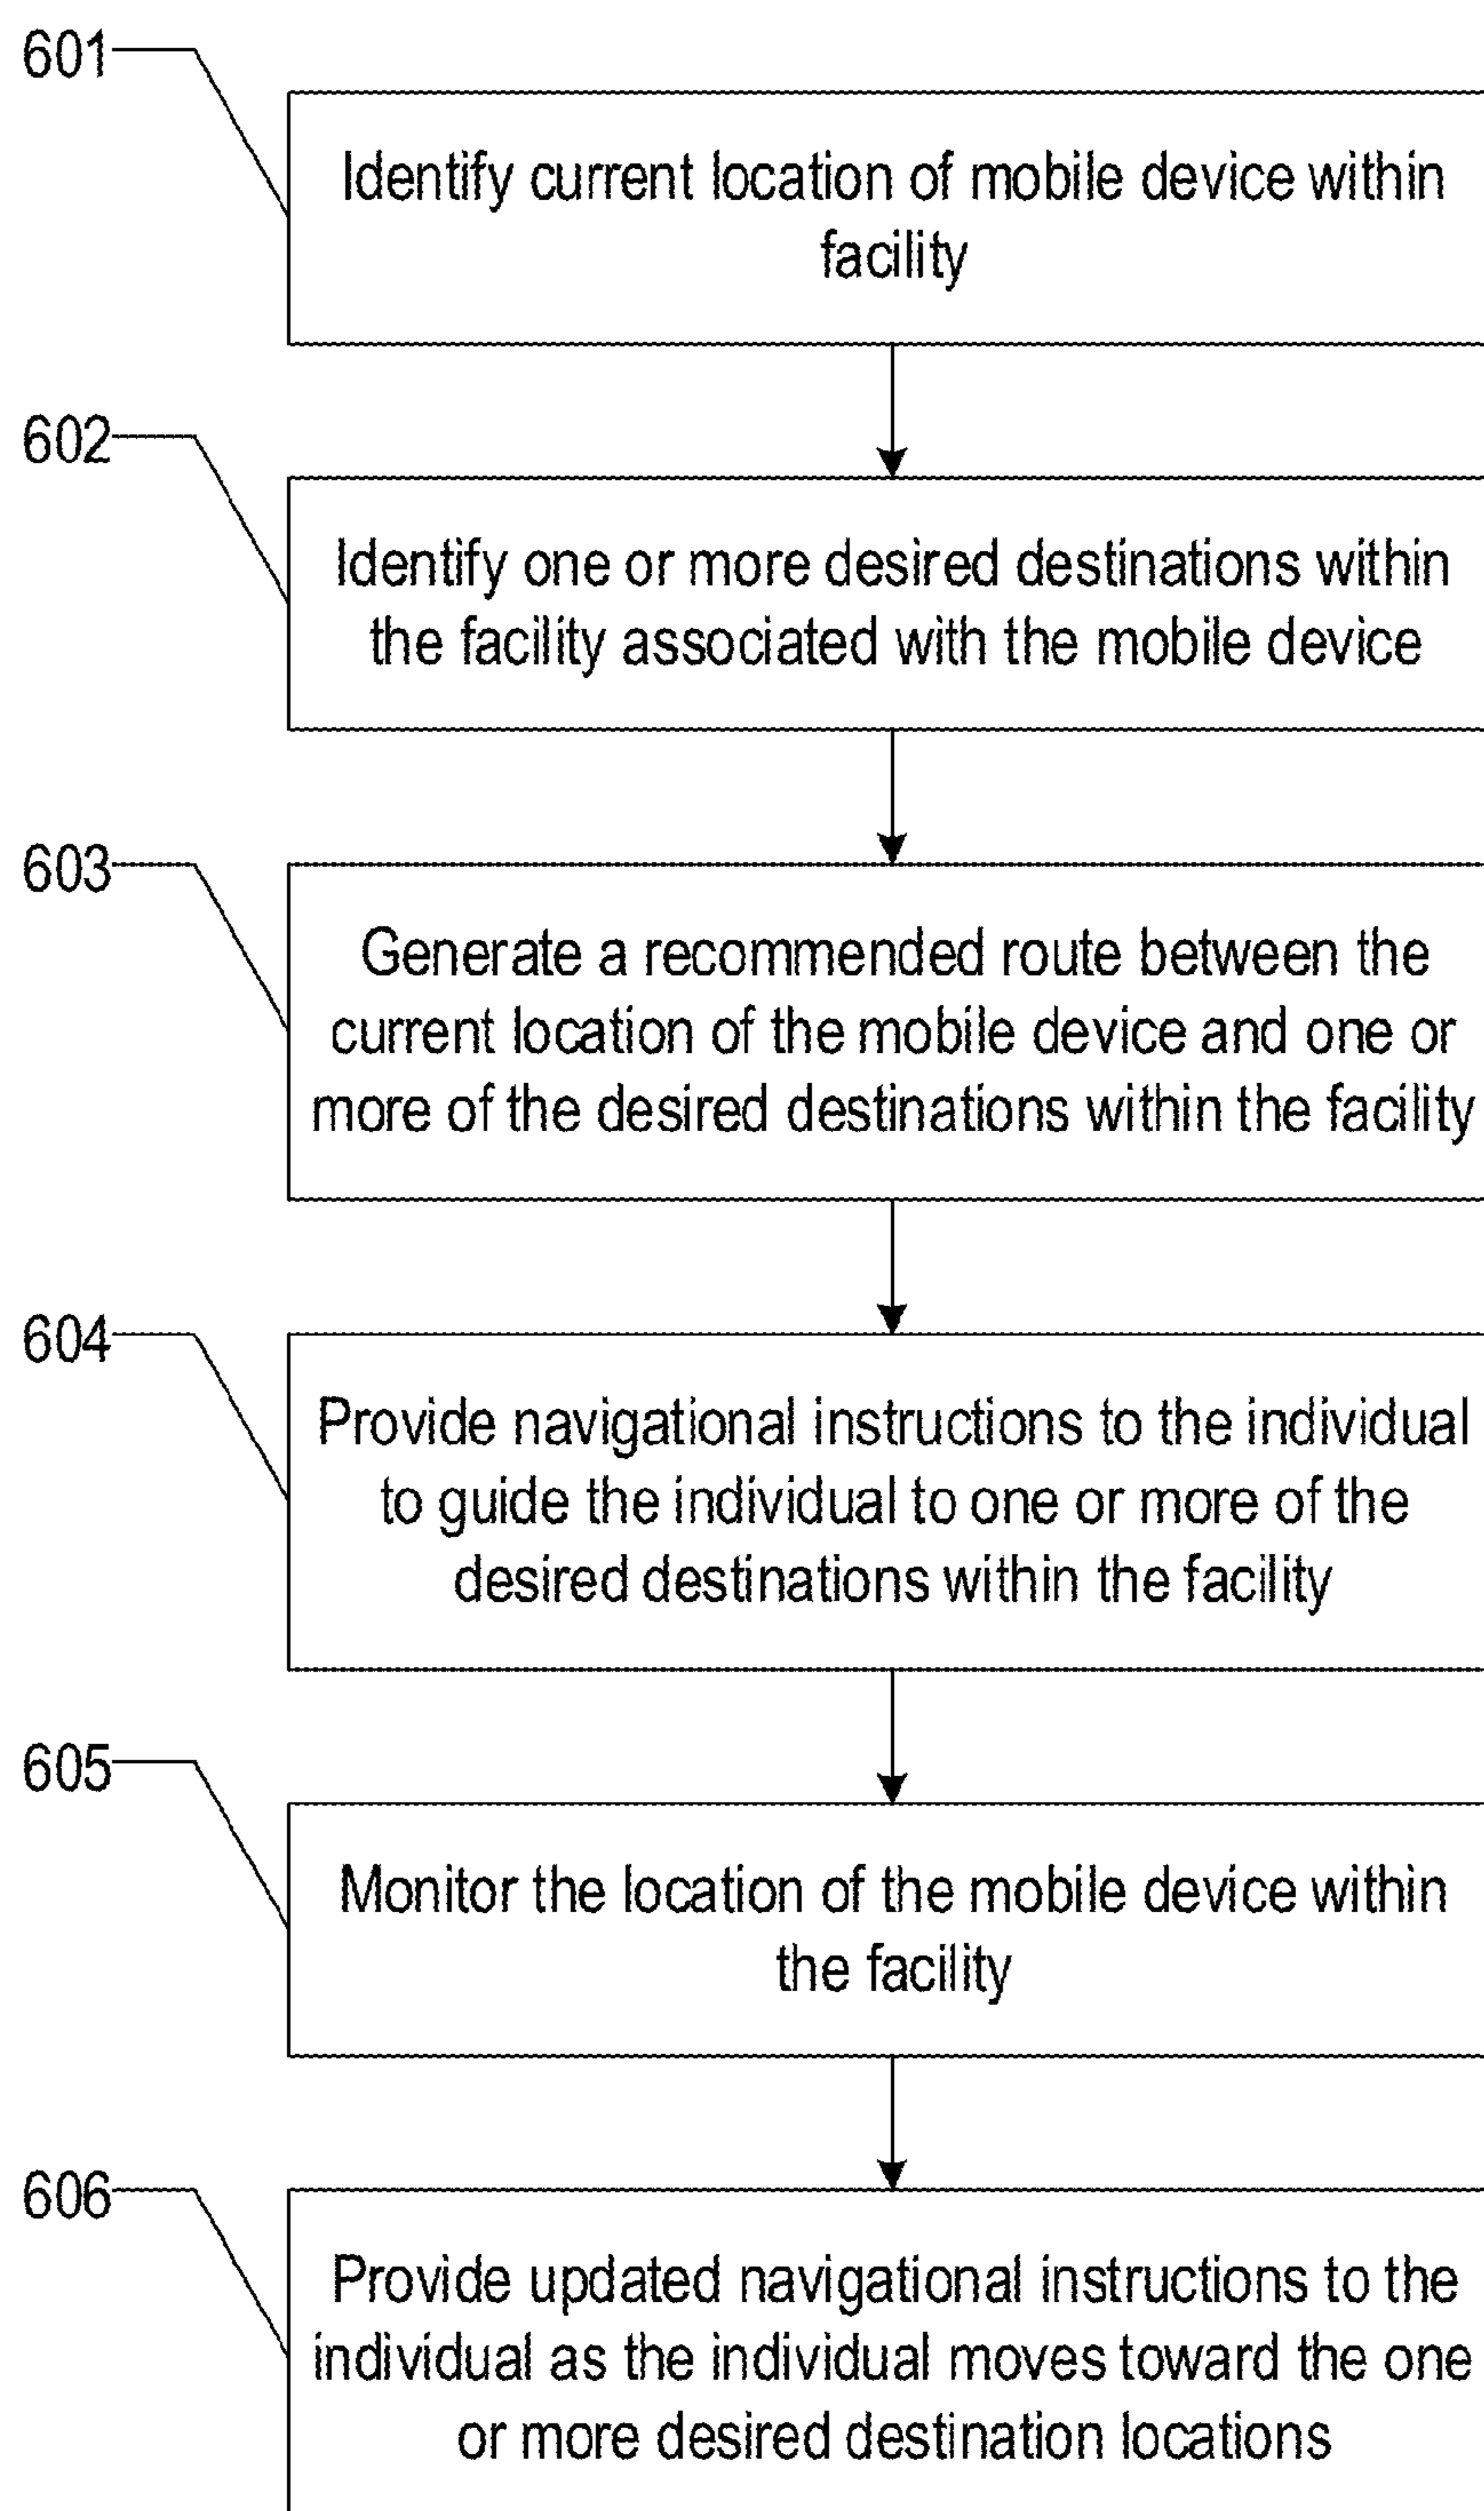 601
Identify current location of mobile device within
facility
602
Identify one or more desired destinations within
the facility associated with the mobile device
603
Generate a recommended route between the
current location of the mobile device and one or
more of the desired destinations within the facility
604
Provide navigational instructions to the individual
to guide the individual to one or more of the
desired destinations within the facility
605
Monitor the location of the mobile device within
the facility
606
Provide updated navigational instructions to the
individual as the individual moves toward the one
or more desired destination locations